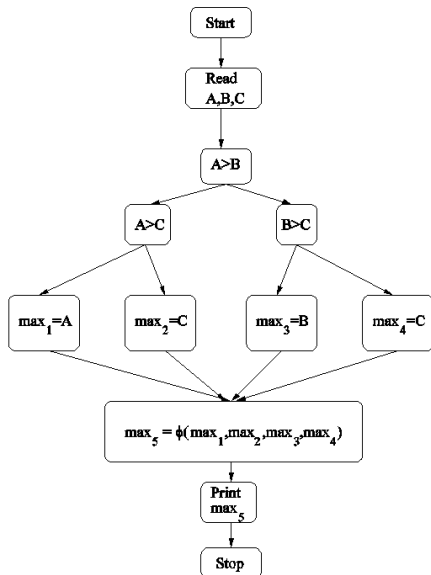 Start
Read
A,B,C
A>B
A>C
B>C
max₁=A
max₂=C
max₃=B
max₄=C
max₅ = ϕ(max₁,max₂,max₃,max₄)
Print
max₅
Stop